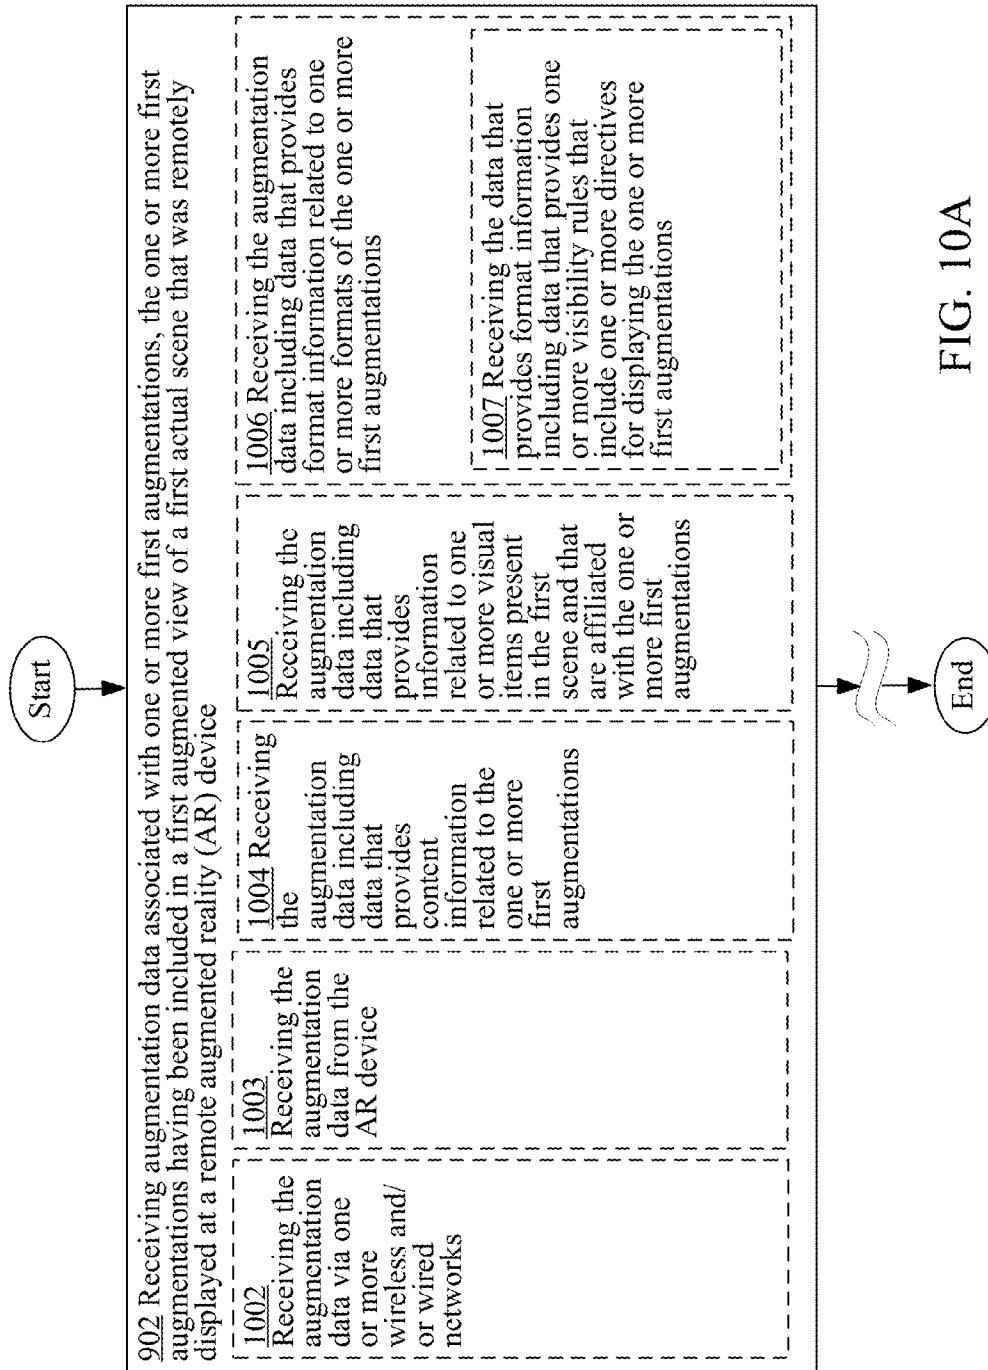 Start
902 Receiving augmentation data associated with one or more first augmentations, the one or more first
augmentations having been included in a first augmented view of a first actual scene that was remotely
displayed at a remote augmented reality (AR) device
1002
Receiving the
augmentation
data via one
or more
wireless and/
or wired
networks
1003
Receiving the
augmentation
data from the
AR device
1004 Receiving
the
augmentation
data including
data that
provides
content
information
related to the
one or more
first
augmentations
1005
Receiving the
augmentation
data including
data that
provides
information
related to one
or more visual
items present
in the first
scene and that
are affiliated
with the one or
more first
augmentations
1006 Receiving the augmentation
data including data that provides
format information related to one
or more formats of the one or more
first augmentations
1007 Receiving the data that
provides format information
including data that provides one
or more visibility rules that
include one or more directives
for displaying the one or more
first augmentations
End
FIG. 10A